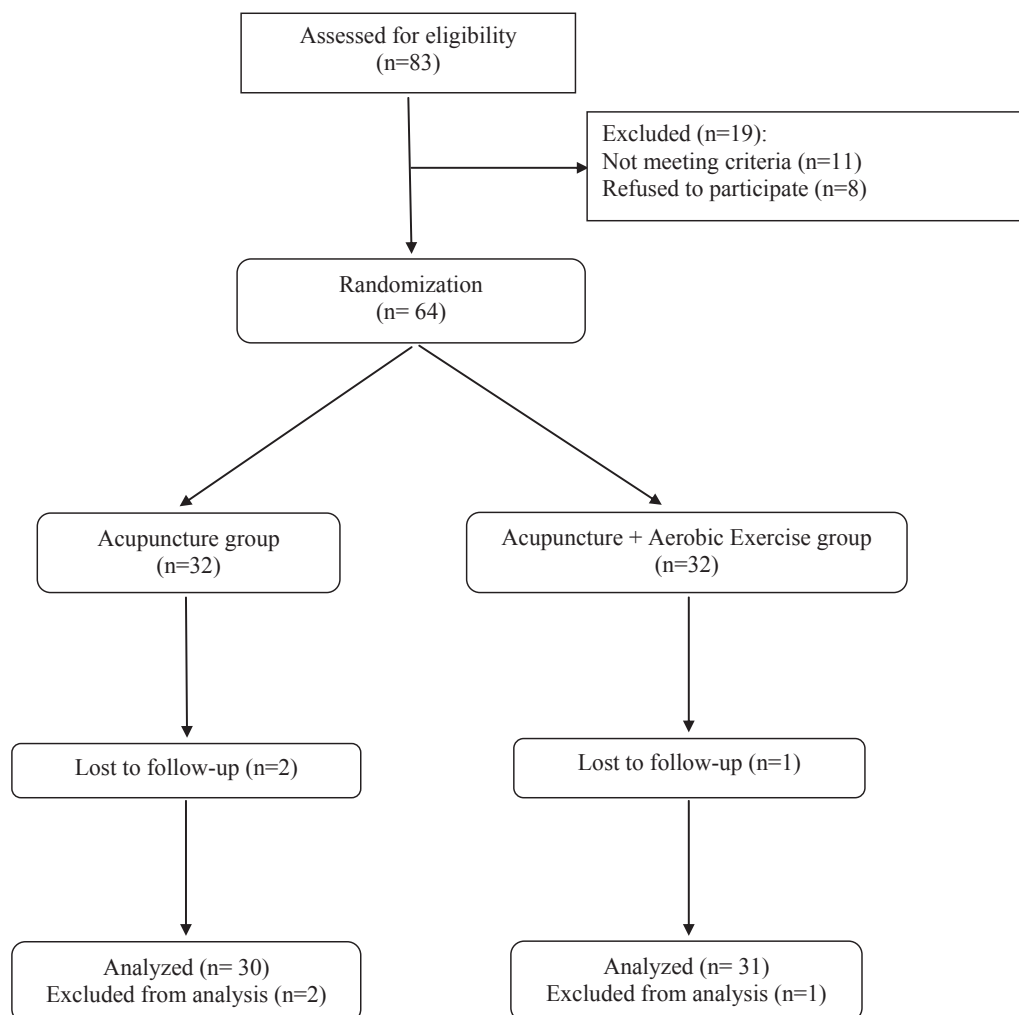 Assessed for eligibility
(n=83)
Excluded (n=19):
Not meeting criteria (n=11)
Refused to participate (n=8)
Randomization
(n= 64)
Acupuncture group
(n=32)
Acupuncture + Aerobic Exercise group
(n=32)
Lost to follow-up (n=2)
Lost to follow-up (n=1)
Analyzed (n= 30)
Excluded from analysis (n=2)
Analyzed (n= 31)
Excluded from analysis (n=1)